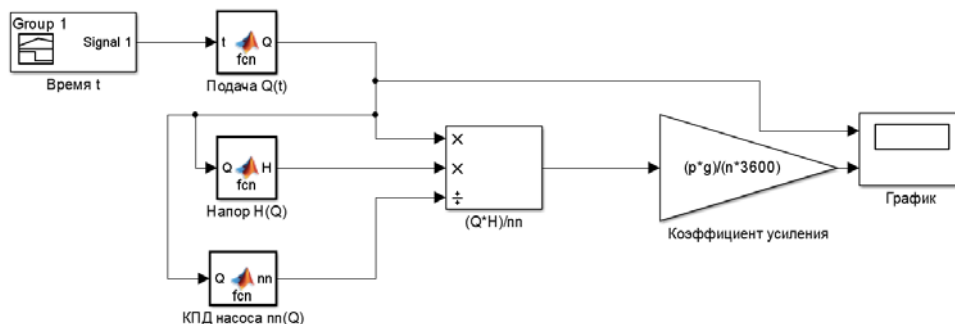 Group 1
Signal 1
Время t
t
Q
fcn
Подача Q(t)
Q
H
fcn
Напор H(Q)
Q
nn
fcn
КПД насоса nn(Q)
×
×
÷
(Q*H)/nn
(p*g)/(n*3600)
Коэффициент усиления
График